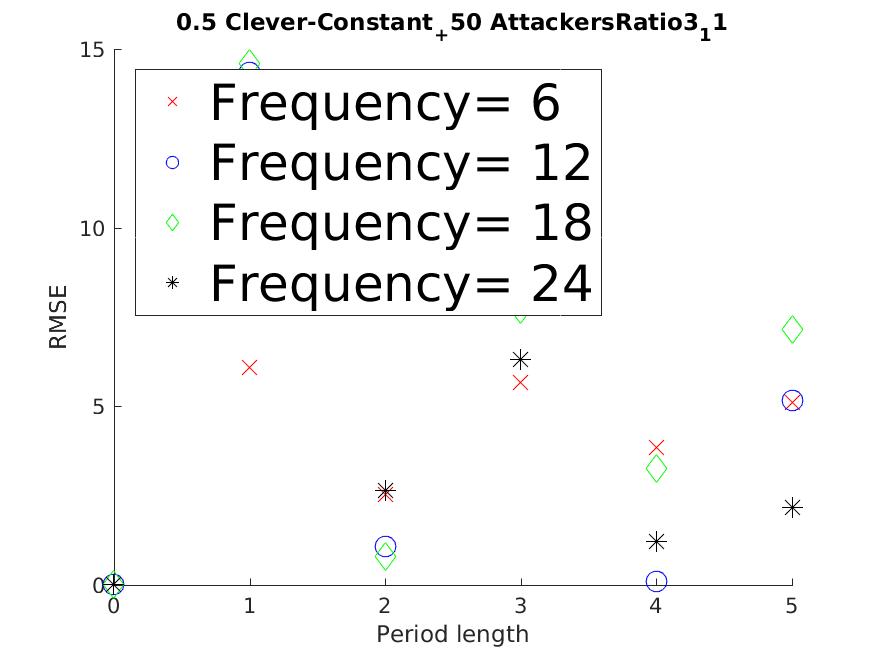 0.5 Clever-Constant₊50 AttackersRatio3₁1
15
10
5
0
RMSE
Frequency= 6
Frequency= 12
Frequency= 18
Frequency= 24
0 1 2 3 4 5
Period length